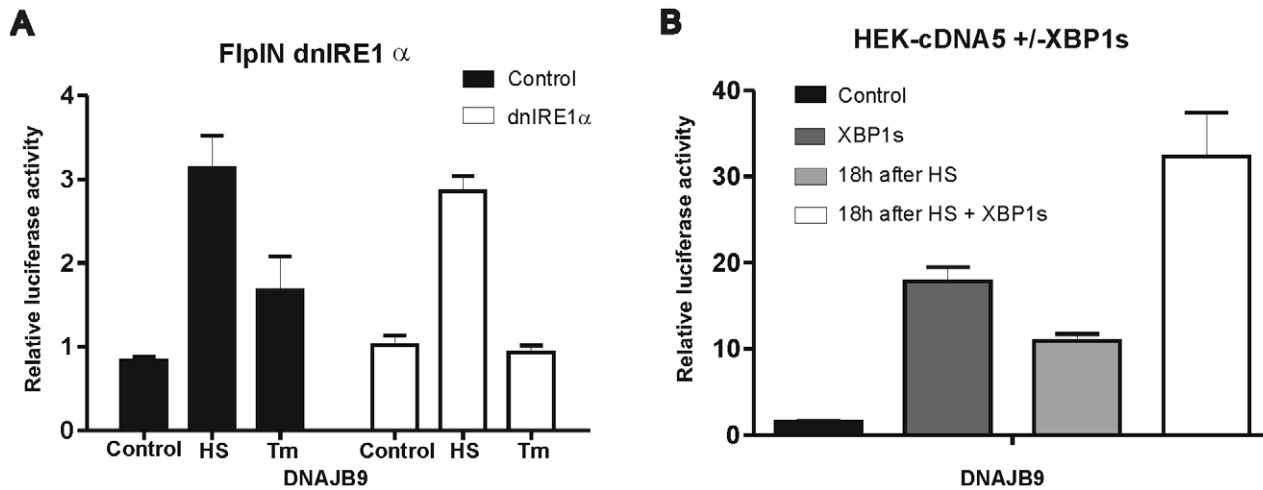 A
FlpIN dnIRE1 α
Control
dnIRE1α
Relative luciferase activity
4
3
2
1
0
Control HS Tm Control HS Tm
DNAJB9
B
HEK-cDNA5 +/-XBP1s
Control
XBP1s
18h after HS
18h after HS + XBP1s
Relative luciferase activity
40
30
20
10
0
DNAJB9